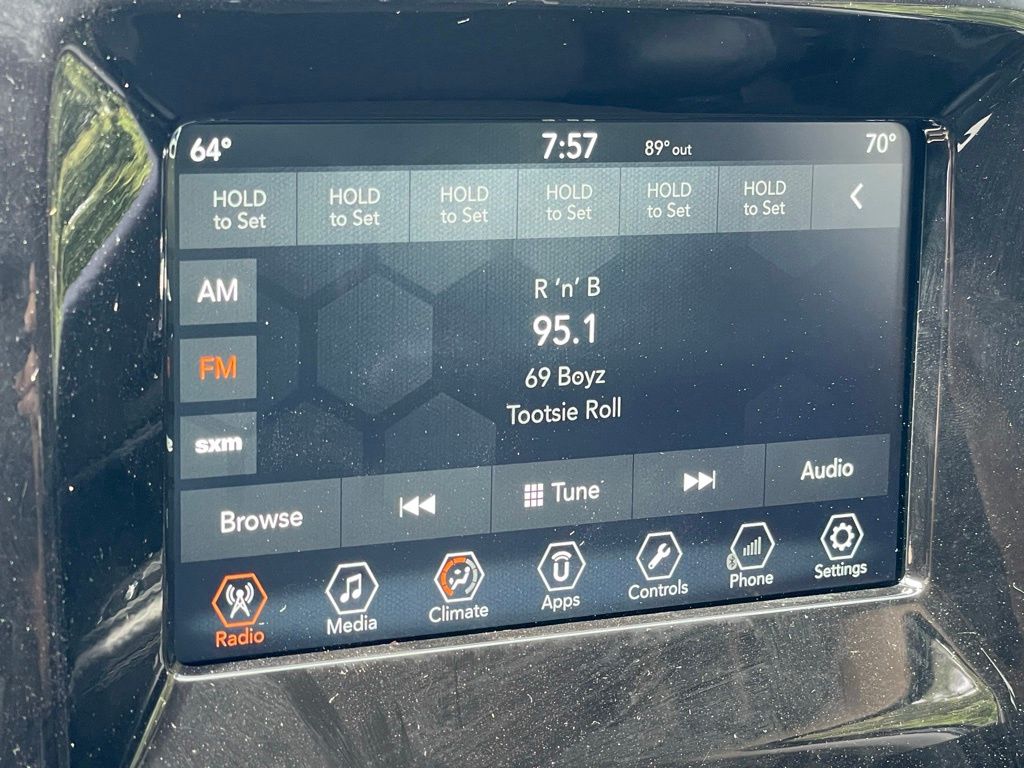 64° 7:57 89° out 70°
HOLD HOLD HOLD HOLD HOLD HOLD
to Set to Set to Set to Set to Set to Set
AM
FM
sxm
R 'n' B
95.1
69 Boyz
Tootsie Roll
Browse Tune Audio
Radio Media Climate Apps Controls Phone Settings